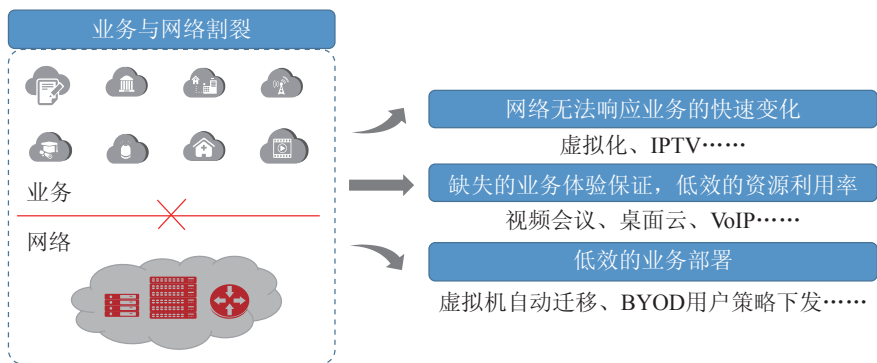 业务与网络割裂
业务
网络
网络无法响应业务的快速变化
虚拟化、IPTV……
缺失的业务体验保证，低效的资源利用率
视频会议、桌面云、VoIP……
低效的业务部署
虚拟机自动迁移、BYOD用户策略下发……